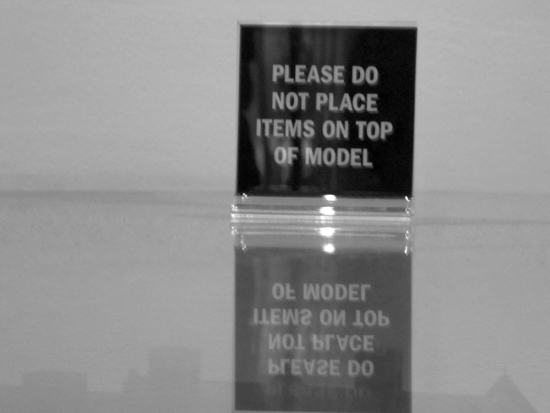 PLEASE DO
NOT PLACE
ITEMS ON TOP
OF MODEL